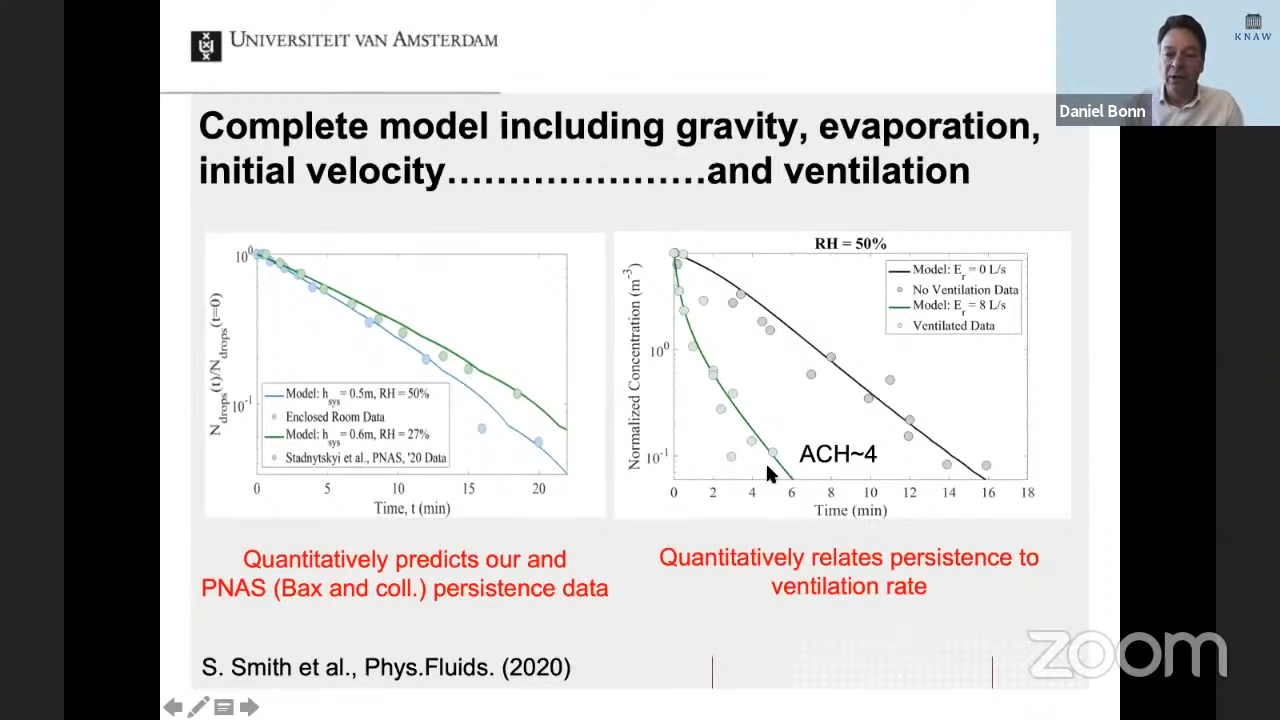 UNIVERSITEIT VAN AMSTERDAM
KNAW
Daniel Bonn
Complete model including gravity, evaporation,
initial velocity…………………and ventilation
10⁰
10⁻¹
N_drops(t)/N_drops(t=0)
Model: h_sys = 0.5m, RH = 50%
Enclosed Room Data
Model: h_sys = 0.6m, RH = 27%
Stadnytskyi et al., PNAS, '20 Data
0 5 10 15 20
Time, t (min)
RH = 50%
Normalized Concentration (m⁻³)
10⁰
10⁻¹
Model: E_r = 0 L/s
No Ventilation Data
Model: E_r = 8 L/s
Ventilated Data
ACH~4
0 2 4 6 8 10 12 14 16 18
Time (min)
Quantitatively predicts our and
PNAS (Bax and coll.) persistence data
Quantitatively relates persistence to
ventilation rate
S. Smith et al., Phys.Fluids. (2020)
zoom